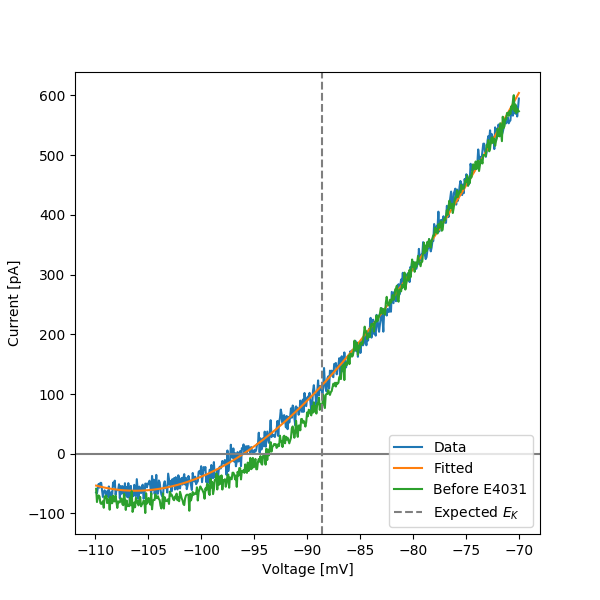 600
500
400
300
200
100
0
−100
Current [pA]
−110 −105 −100 −95 −90 −85 −80 −75 −70
Voltage [mV]
Data
Fitted
Before E4031
Expected E_K